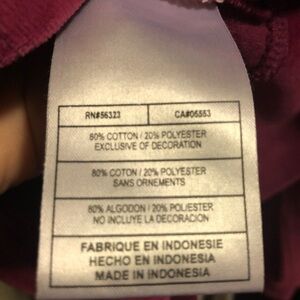 RN#56323 CA#05553
80% COTTON / 20% POLYESTER
EXCLUSIVE OF DECORATION
80% COTON / 20% POLYESTER
SANS ORNEMENTS
80% ALGODON / 20% POLIESTER
NO INCLUYE LA DECORACION
FABRIQUE EN INDONESIE
HECHO EN INDONESIA
MADE IN INDONESIA